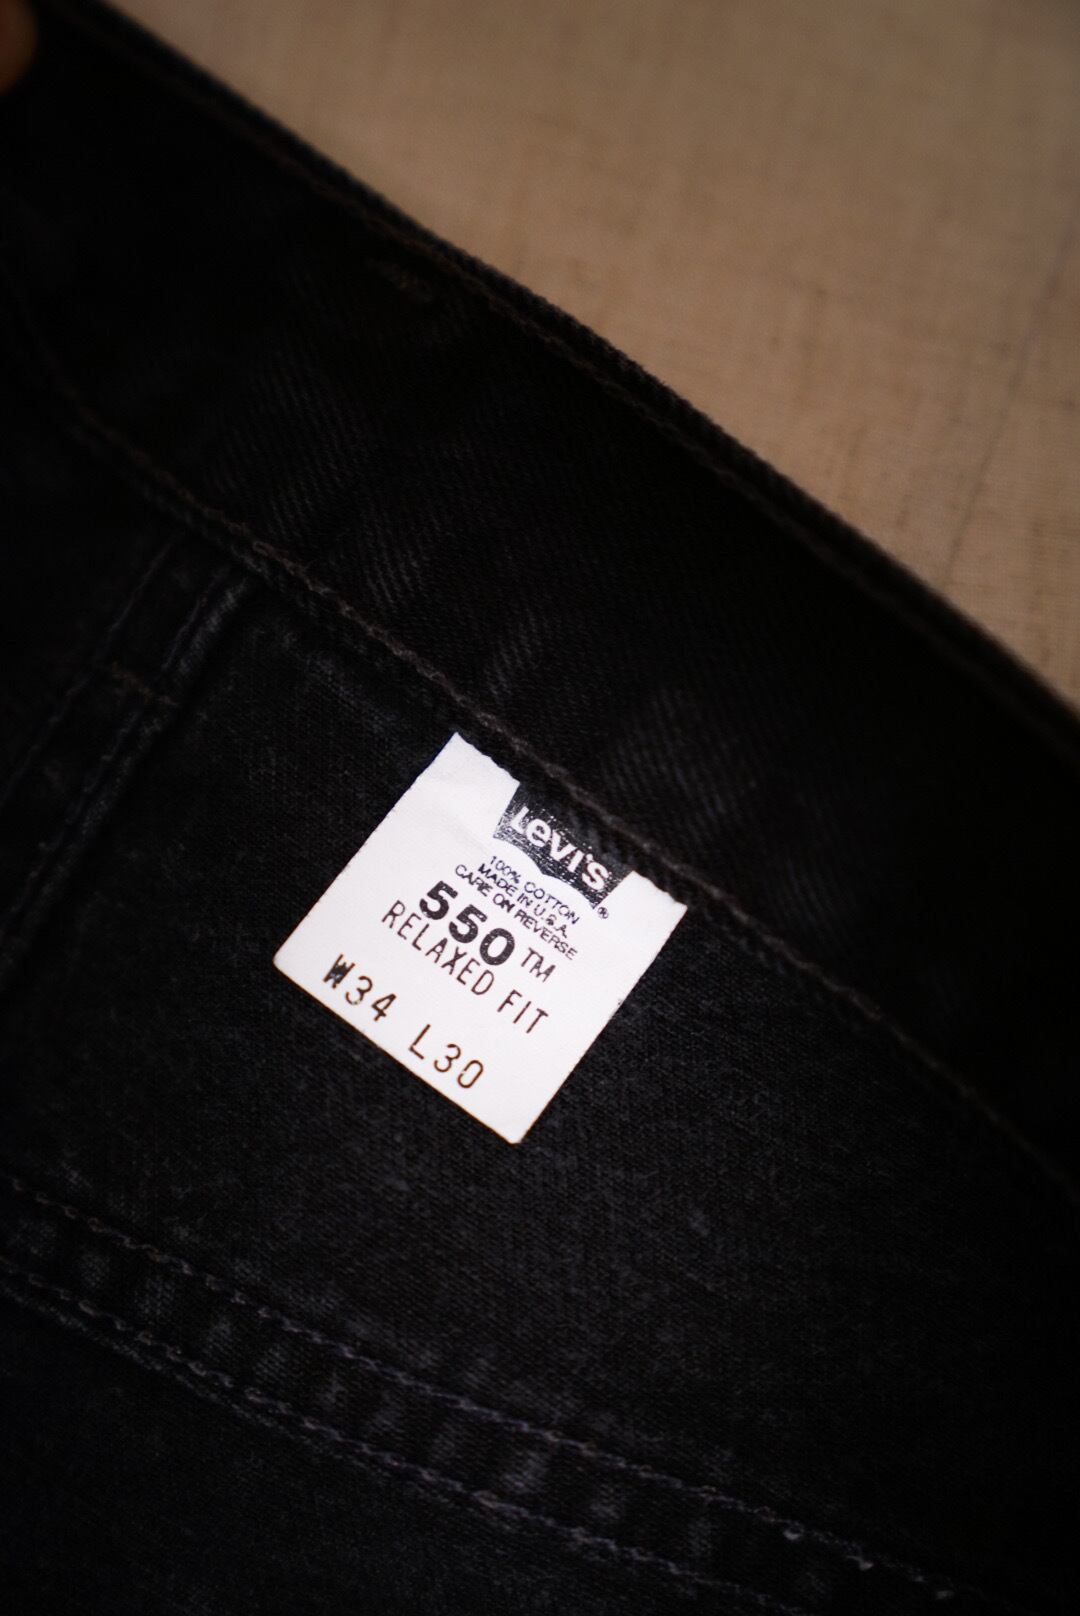 Levi's®
100% COTTON
MADE IN U.S.A.
CARE ON REVERSE
550™
RELAXED FIT
W34 L30